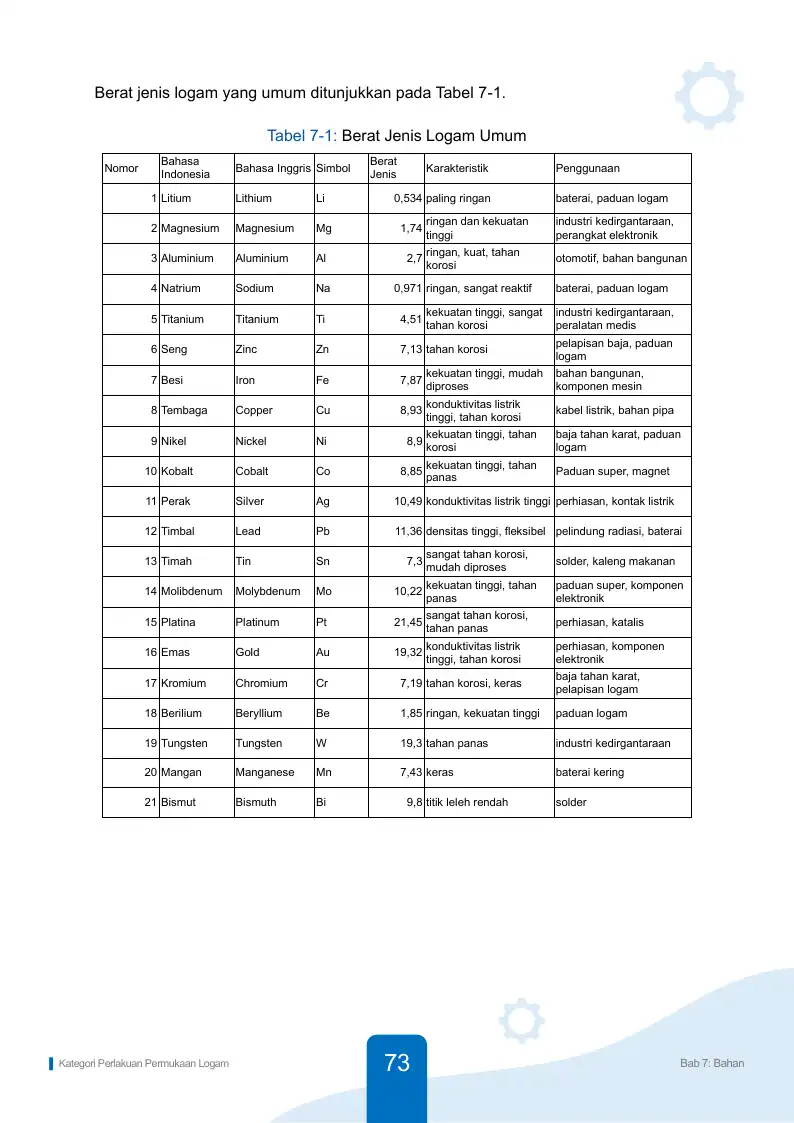 Berat jenis logam yang umum ditunjukkan pada Tabel 7-1.
Tabel 7-1: Berat Jenis Logam Umum
Nomor Bahasa Indonesia Bahasa Inggris Simbol Berat Jenis Karakteristik Penggunaan
1 Litium Lithium Li 0,534 paling ringan baterai, paduan logam
2 Magnesium Magnesium Mg 1,74 ringan dan kekuatan tinggi industri kedirgantaraan, perangkat elektronik
3 Aluminium Aluminium Al 2,7 ringan, kuat, tahan korosi otomotif, bahan bangunan
4 Natrium Sodium Na 0,971 ringan, sangat reaktif baterai, paduan logam
5 Titanium Titanium Ti 4,51 kekuatan tinggi, sangat tahan korosi industri kedirgantaraan, peralatan medis
6 Seng Zinc Zn 7,13 tahan korosi pelapisan baja, paduan logam
7 Besi Iron Fe 7,87 kekuatan tinggi, mudah diproses bahan bangunan, komponen mesin
8 Tembaga Copper Cu 8,93 konduktivitas listrik tinggi, tahan korosi kabel listrik, bahan pipa
9 Nikel Nickel Ni 8,9 kekuatan tinggi, tahan korosi baja tahan karat, paduan logam
10 Kobalt Cobalt Co 8,85 kekuatan tinggi, tahan panas Paduan super, magnet
11 Perak Silver Ag 10,49 konduktivitas listrik tinggi perhiasan, kontak listrik
12 Timbal Lead Pb 11,36 densitas tinggi, fleksibel pelindung radiasi, baterai
13 Timah Tin Sn 7,3 sangat tahan korosi, mudah diproses solder, kaleng makanan
14 Molibdenum Molybdenum Mo 10,22 kekuatan tinggi, tahan panas paduan super, komponen elektronik
15 Platina Platinum Pt 21,45 sangat tahan korosi, tahan panas perhiasan, katalis
16 Emas Gold Au 19,32 konduktivitas listrik tinggi, tahan korosi perhiasan, komponen elektronik
17 Kromium Chromium Cr 7,19 tahan korosi, keras baja tahan karat, pelapisan logam
18 Berilium Beryllium Be 1,85 ringan, kekuatan tinggi paduan logam
19 Tungsten Tungsten W 19,3 tahan panas industri kedirgantaraan
20 Mangan Manganese Mn 7,43 keras baterai kering
21 Bismut Bismuth Bi 9,8 titik leleh rendah solder
Kategori Perlakuan Permukaan Logam
73
Bab 7: Bahan